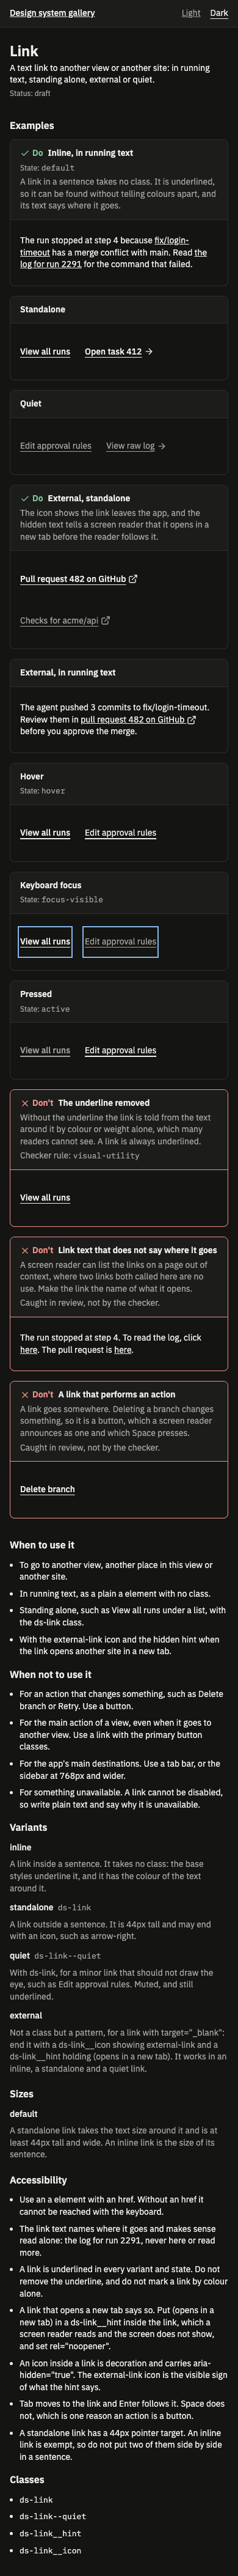 Design system gallery
Light
Dark
Link
A text link to another view or another site: in running
text, standing alone, external or quiet.
Status: draft
Examples
Do Inline, in running text
State: default
A link in a sentence takes no class. It is underlined,
so it can be found without telling colours apart, and
its text says where it goes.
The run stopped at step 4 because fix/login-
timeout has a merge conflict with main. Read the
log for run 2291 for the command that failed.
Standalone
View all runs
Open task 412
Quiet
Edit approval rules
View raw log
Do External, standalone
The icon shows the link leaves the app, and the
hidden text tells a screen reader that it opens in a
new tab before the reader follows it.
Pull request 482 on GitHub
Checks for acme/api
External, in running text
The agent pushed 3 commits to fix/login-timeout.
Review them in pull request 482 on GitHub
before you approve the merge.
Hover
State: hover
View all runs
Edit approval rules
Keyboard focus
State: focus-visible
View all runs
Edit approval rules
Pressed
State: active
View all runs
Edit approval rules
Don't The underline removed
Without the underline the link is told from the text
around it by colour or weight alone, which many
readers cannot see. A link is always underlined.
Checker rule: visual-utility
View all runs
Don't Link text that does not say where it goes
A screen reader can list the links on a page out of
context, where two links both called here are no
use. Make the link the name of what it opens.
Caught in review, not by the checker.
The run stopped at step 4. To read the log, click
here. The pull request is here.
Don't A link that performs an action
A link goes somewhere. Deleting a branch changes
something, so it is a button, which a screen reader
announces as one and which Space presses.
Caught in review, not by the checker.
Delete branch
When to use it
To go to another view, another place in this view or
another site.
In running text, as a plain a element with no class.
Standing alone, such as View all runs under a list, with
the ds-link class.
With the external-link icon and the hidden hint when
the link opens another site in a new tab.
When not to use it
For an action that changes something, such as Delete
branch or Retry. Use a button.
For the main action of a view, even when it goes to
another view. Use a link with the primary button
classes.
For the app's main destinations. Use a tab bar, or the
sidebar at 768px and wider.
For something unavailable. A link cannot be disabled,
so write plain text and say why it is unavailable.
Variants
inline
A link inside a sentence. It takes no class: the base
styles underline it, and it has the colour of the text
around it.
standalone ds-link
A link outside a sentence. It is 44px tall and may end
with an icon, such as arrow-right.
quiet ds-link--quiet
With ds-link, for a minor link that should not draw the
eye, such as Edit approval rules. Muted, and still
underlined.
external
Not a class but a pattern, for a link with target="_blank":
end it with a ds-link__icon showing external-link and a
ds-link__hint holding (opens in a new tab). It works in an
inline, a standalone and a quiet link.
Sizes
default
A standalone link takes the text size around it and is at
least 44px tall and wide. An inline link is the size of its
sentence.
Accessibility
Use an a element with an href. Without an href it
cannot be reached with the keyboard.
The link text names where it goes and makes sense
read alone: the log for run 2291, never here or read
more.
A link is underlined in every variant and state. Do not
remove the underline, and do not mark a link by colour
alone.
A link that opens a new tab says so. Put (opens in a
new tab) in a ds-link__hint inside the link, which a
screen reader reads and the screen does not show,
and set rel="noopener".
An icon inside a link is decoration and carries aria-
hidden="true". The external-link icon is the visible sign
of what the hint says.
Tab moves to the link and Enter follows it. Space does
not, which is one reason an action is a button.
A standalone link has a 44px pointer target. An inline
link is exempt, so do not put two of them side by side
in a sentence.
Classes
ds-link
ds-link--quiet
ds-link__hint
ds-link__icon